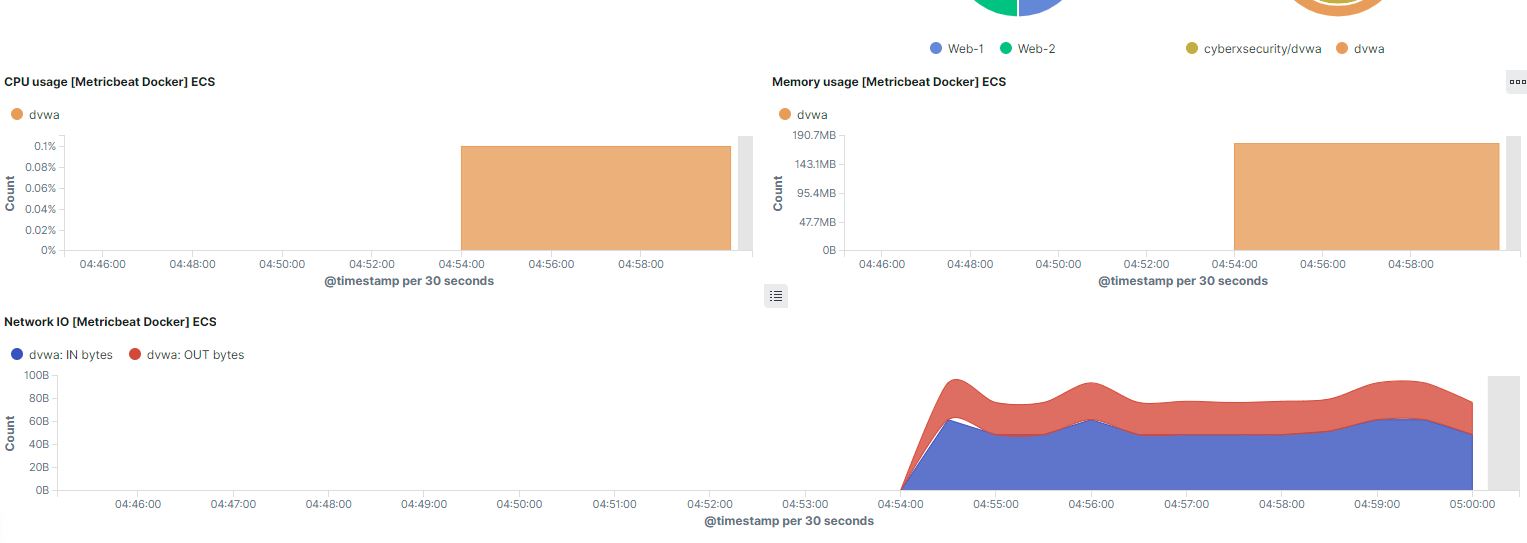 Web-1 Web-2 cyberxsecurity/dvwa dvwa
CPU usage [Metricbeat Docker] ECS
dvwa
0.1%
0.08%
0.06%
0.04%
0.02%
0%
Count
04:46:00 04:48:00 04:50:00 04:52:00 04:54:00 04:56:00 04:58:00
@timestamp per 30 seconds
Memory usage [Metricbeat Docker] ECS
dvwa
190.7MB
143.1MB
95.4MB
47.7MB
0B
Count
04:46:00 04:48:00 04:50:00 04:52:00 04:54:00 04:56:00 04:58:00
@timestamp per 30 seconds
Network IO [Metricbeat Docker] ECS
dvwa: IN bytes dvwa: OUT bytes
100B
80B
60B
40B
20B
0B
Count
04:46:00 04:47:00 04:48:00 04:49:00 04:50:00 04:51:00 04:52:00 04:53:00 04:54:00 04:55:00 04:56:00 04:57:00 04:58:00 04:59:00 05:00:00
@timestamp per 30 seconds